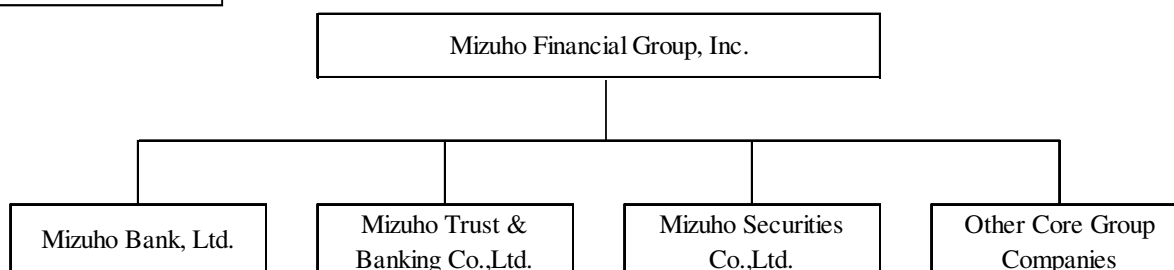 Mizuho Financial Group, Inc.
Mizuho Bank, Ltd.
Mizuho Trust &
Banking Co.,Ltd.
Mizuho Securities
Co.,Ltd.
Other Core Group
Companies